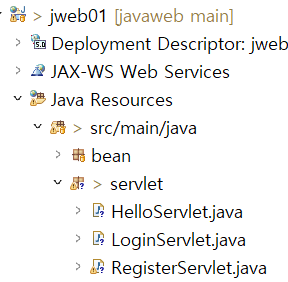 > jweb01 [javaweb main]
> Deployment Descriptor: jweb
> JAX-WS Web Services
Java Resources
> src/main/java
> bean
> servlet
> HelloServlet.java
> LoginServlet.java
> RegisterServlet.java